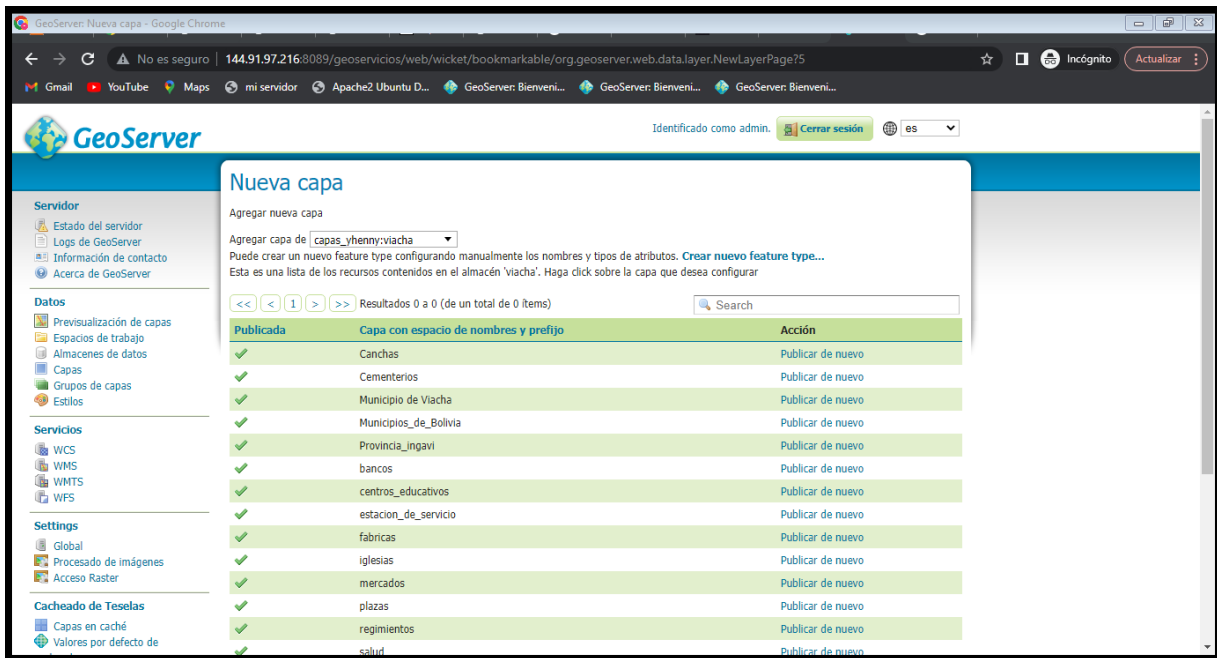 GeoServer: Nueva capa - Google Chrome
No es seguro | 144.91.97.216:8089/geoservicios/web/wicket/bookmarkable/org.geoserver.web.data.layer.NewLayerPage?5
Incógnito
Actualizar
Gmail YouTube Maps mi servidor Apache2 Ubuntu D... GeoServer: Bienveni... GeoServer: Bienveni... GeoServer: Bienveni...
GeoServer
Identificado como admin. Cerrar sesión es
Servidor
Estado del servidor
Logs de GeoServer
Información de contacto
Acerca de GeoServer
Datos
Previsualización de capas
Espacios de trabajo
Almacenes de datos
Capas
Grupos de capas
Estilos
Servicios
WCS
WMS
WMTS
WFS
Settings
Global
Procesado de imágenes
Acceso Raster
Cacheado de Teselas
Capas en caché
Valores por defecto de
Nueva capa
Agregar nueva capa
Agregar capa de capas_yhenny:viacha
Puede crear un nuevo feature type configurando manualmente los nombres y tipos de atributos. Crear nuevo feature type...
Esta es una lista de los recursos contenidos en el almacén 'viacha'. Haga click sobre la capa que desea configurar
<< < 1 > >> Resultados 0 a 0 (de un total de 0 ítems) Search
Publicada Capa con espacio de nombres y prefijo Acción
Canchas Publicar de nuevo
Cementerios Publicar de nuevo
Municipio de Viacha Publicar de nuevo
Municipios_de_Bolivia Publicar de nuevo
Provincia_ingavi Publicar de nuevo
bancos Publicar de nuevo
centros_educativos Publicar de nuevo
estacion_de_servicio Publicar de nuevo
fabricas Publicar de nuevo
iglesias Publicar de nuevo
mercados Publicar de nuevo
plazas Publicar de nuevo
regimientos Publicar de nuevo
salud Publicar de nuevo